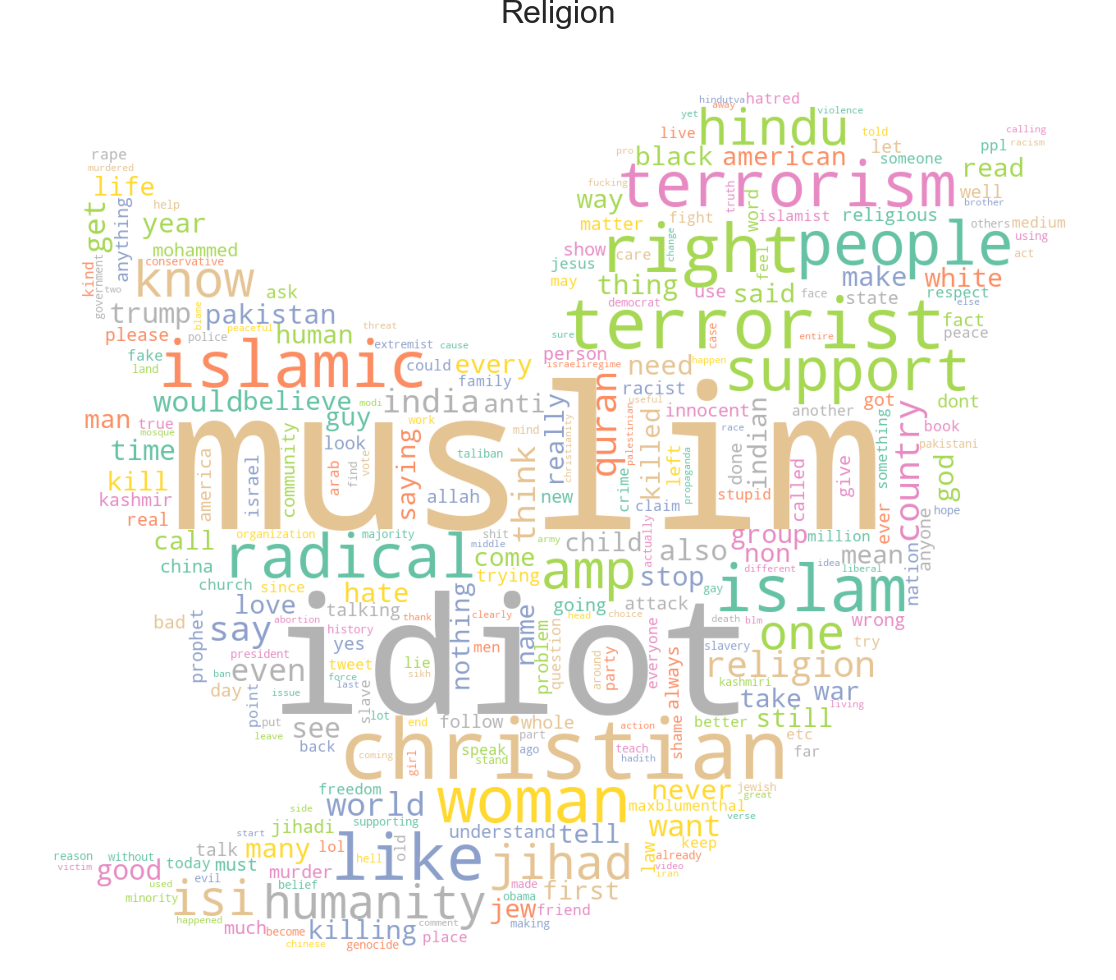 Religion
hindutva hatred
yet away violence
live hindu told calling
rape pro black american let someone ppl racism
murdered terrorism read
life help fucking way truth word islamist religious well brother
get anything year matter fight others medium
mohammed show right people using
kind conservative know care change feel act
government two ask jesus thing make white
trump blame pakistan may use said face state respect else
please peaceful human threat democrat terrorist fact
fake police extremist cause sure case entire peace
land islamic could every person israeliregime need happen support
would believe modi india anti family racist useful got dont
man true guy work really quran innocent another country book
mosque community look mind christianity palestinian killed left race done indian something pakistani
time america israel find vote arab saying taliban think crime propaganda called give god
kill muslim allah new claim stupid ever hope
kashmir
real organization majority shit army actually group million anyone
call radical middle come child also non idea mean nation
china amp different liberal
church since hate trying stop gay islam
love talking abortion idiot thank clearly going attack death blm wrong
bad prophet say history nothing men name head choice everyone slavery one try
president yes problem question around party
even tweet lie religion
day ban issue force sikh always kashmiri
point last slave lot take war living
put see end follow part whole action better still
leave back christian speak ago shame etc
coming girl stand teach hadith far
freedom woman never jewish
world maxblumenthal great
side supporting want verse
start jihadi like understand tell keep
reason without talk many lol old law already
victim today must hell jihad video iran
good evil murder belief made first
minority used isi humanity obama jew friend
happened much become killing comment making place
chinese genocide